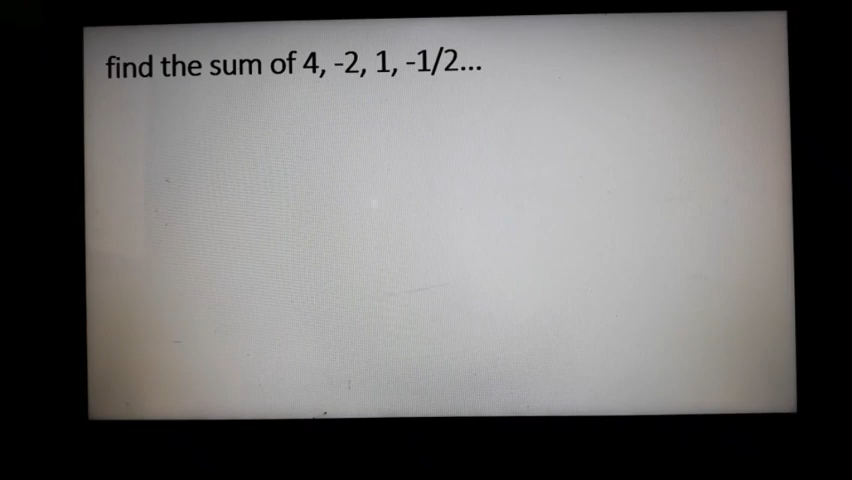 find the sum of 4, -2, 1, -1/2...